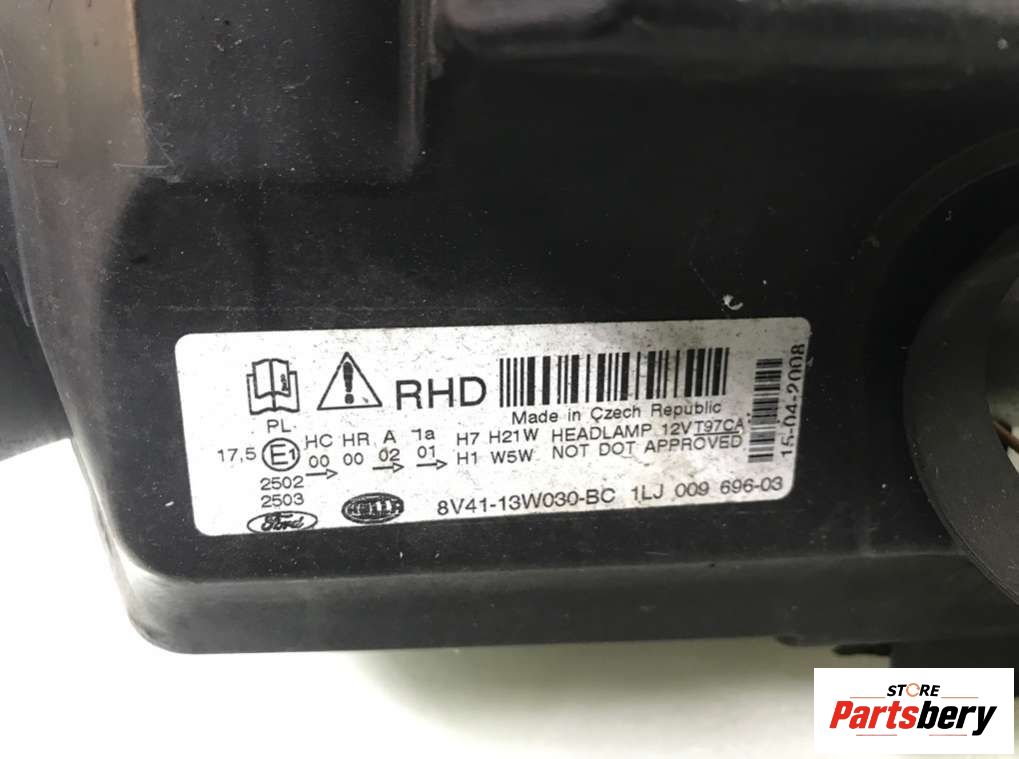 RHD
Made in Czech Republic
PL
17,5 E1 HC HR A 1a H7 H21W HEADLAMP 12V T97CA
00 00 02 01 H1 W5W NOT DOT APPROVED
2502
2503
Ford HELLA 8V41-13W030-BC 1LJ 009 696-03
15-04-2008
STORE
Partsbery